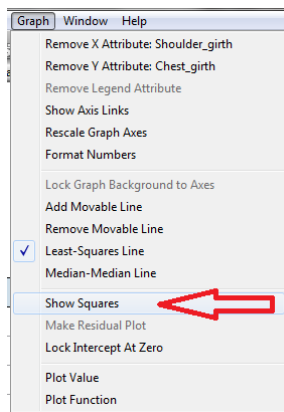 Graph Window Help
Remove X Attribute: Shoulder_girth
Remove Y Attribute: Chest_girth
Remove Legend Attribute
Show Axis Links
Rescale Graph Axes
Format Numbers
Lock Graph Background to Axes
Add Movable Line
Remove Movable Line
Least-Squares Line
Median-Median Line
Show Squares
Make Residual Plot
Lock Intercept At Zero
Plot Value
Plot Function